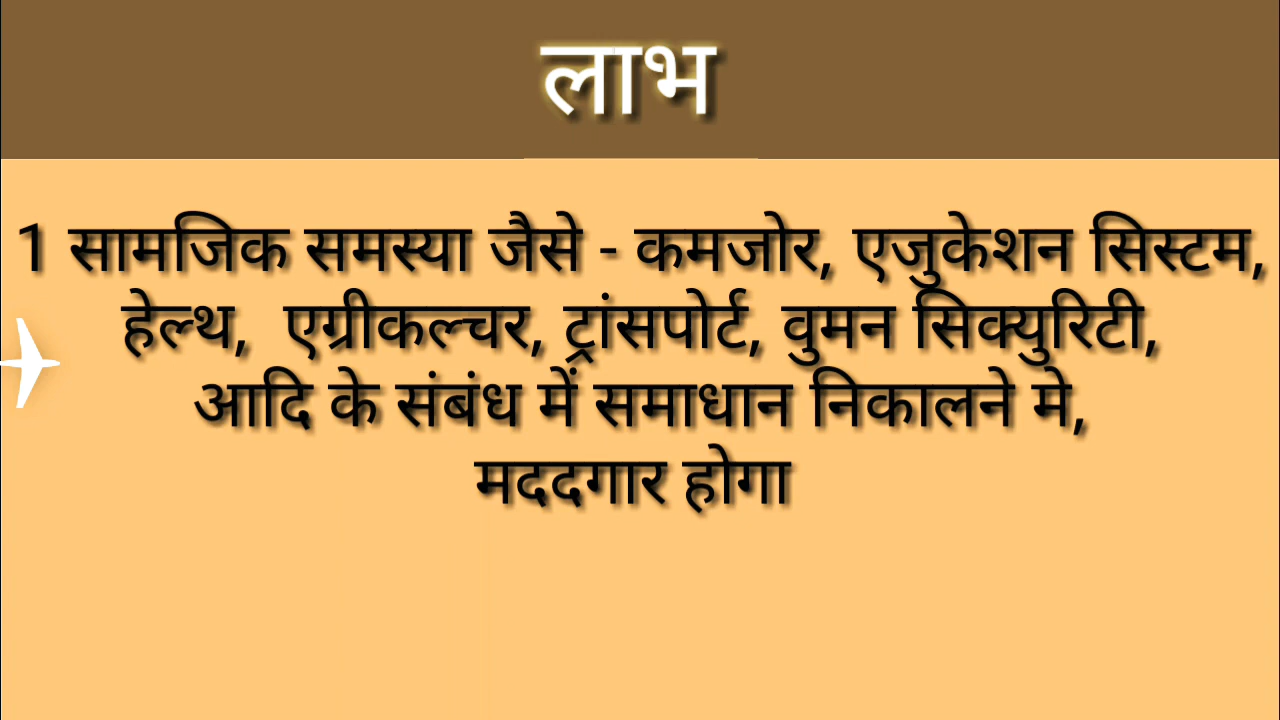 लाभ
1 सामजिक समस्या जैसे - कमजोर, एजुकेशन सिस्टम,
हेल्थ, एग्रीकल्चर, ट्रांसपोर्ट, वुमन सिक्युरिटी,
आदि के संबंध में समाधान निकालने मे,
मददगार होगा